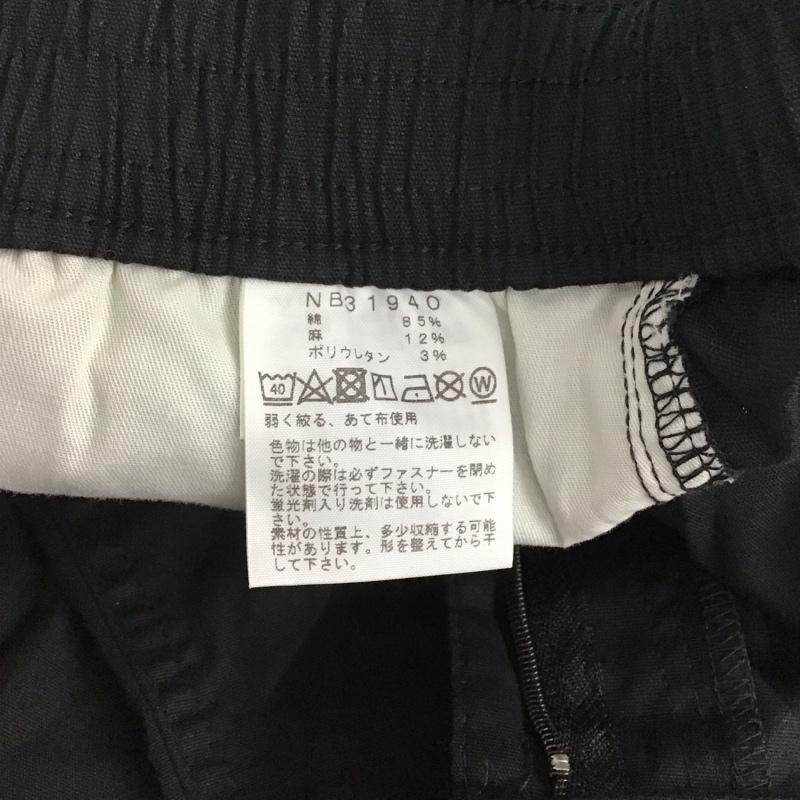 NB31940
綿 85%
麻 12%
ポリウレタン 3%
40 W
弱く絞る、あて布使用
色物は他の物と一緒に洗濯しない
で下さい。
洗濯の際は必ずファスナーを閉め
た状態で行って下さい。
蛍光剤入り洗剤は使用しないで下
さい。
素材の性質上、多少収縮する可能
性があります。形を整えてから干
して下さい。